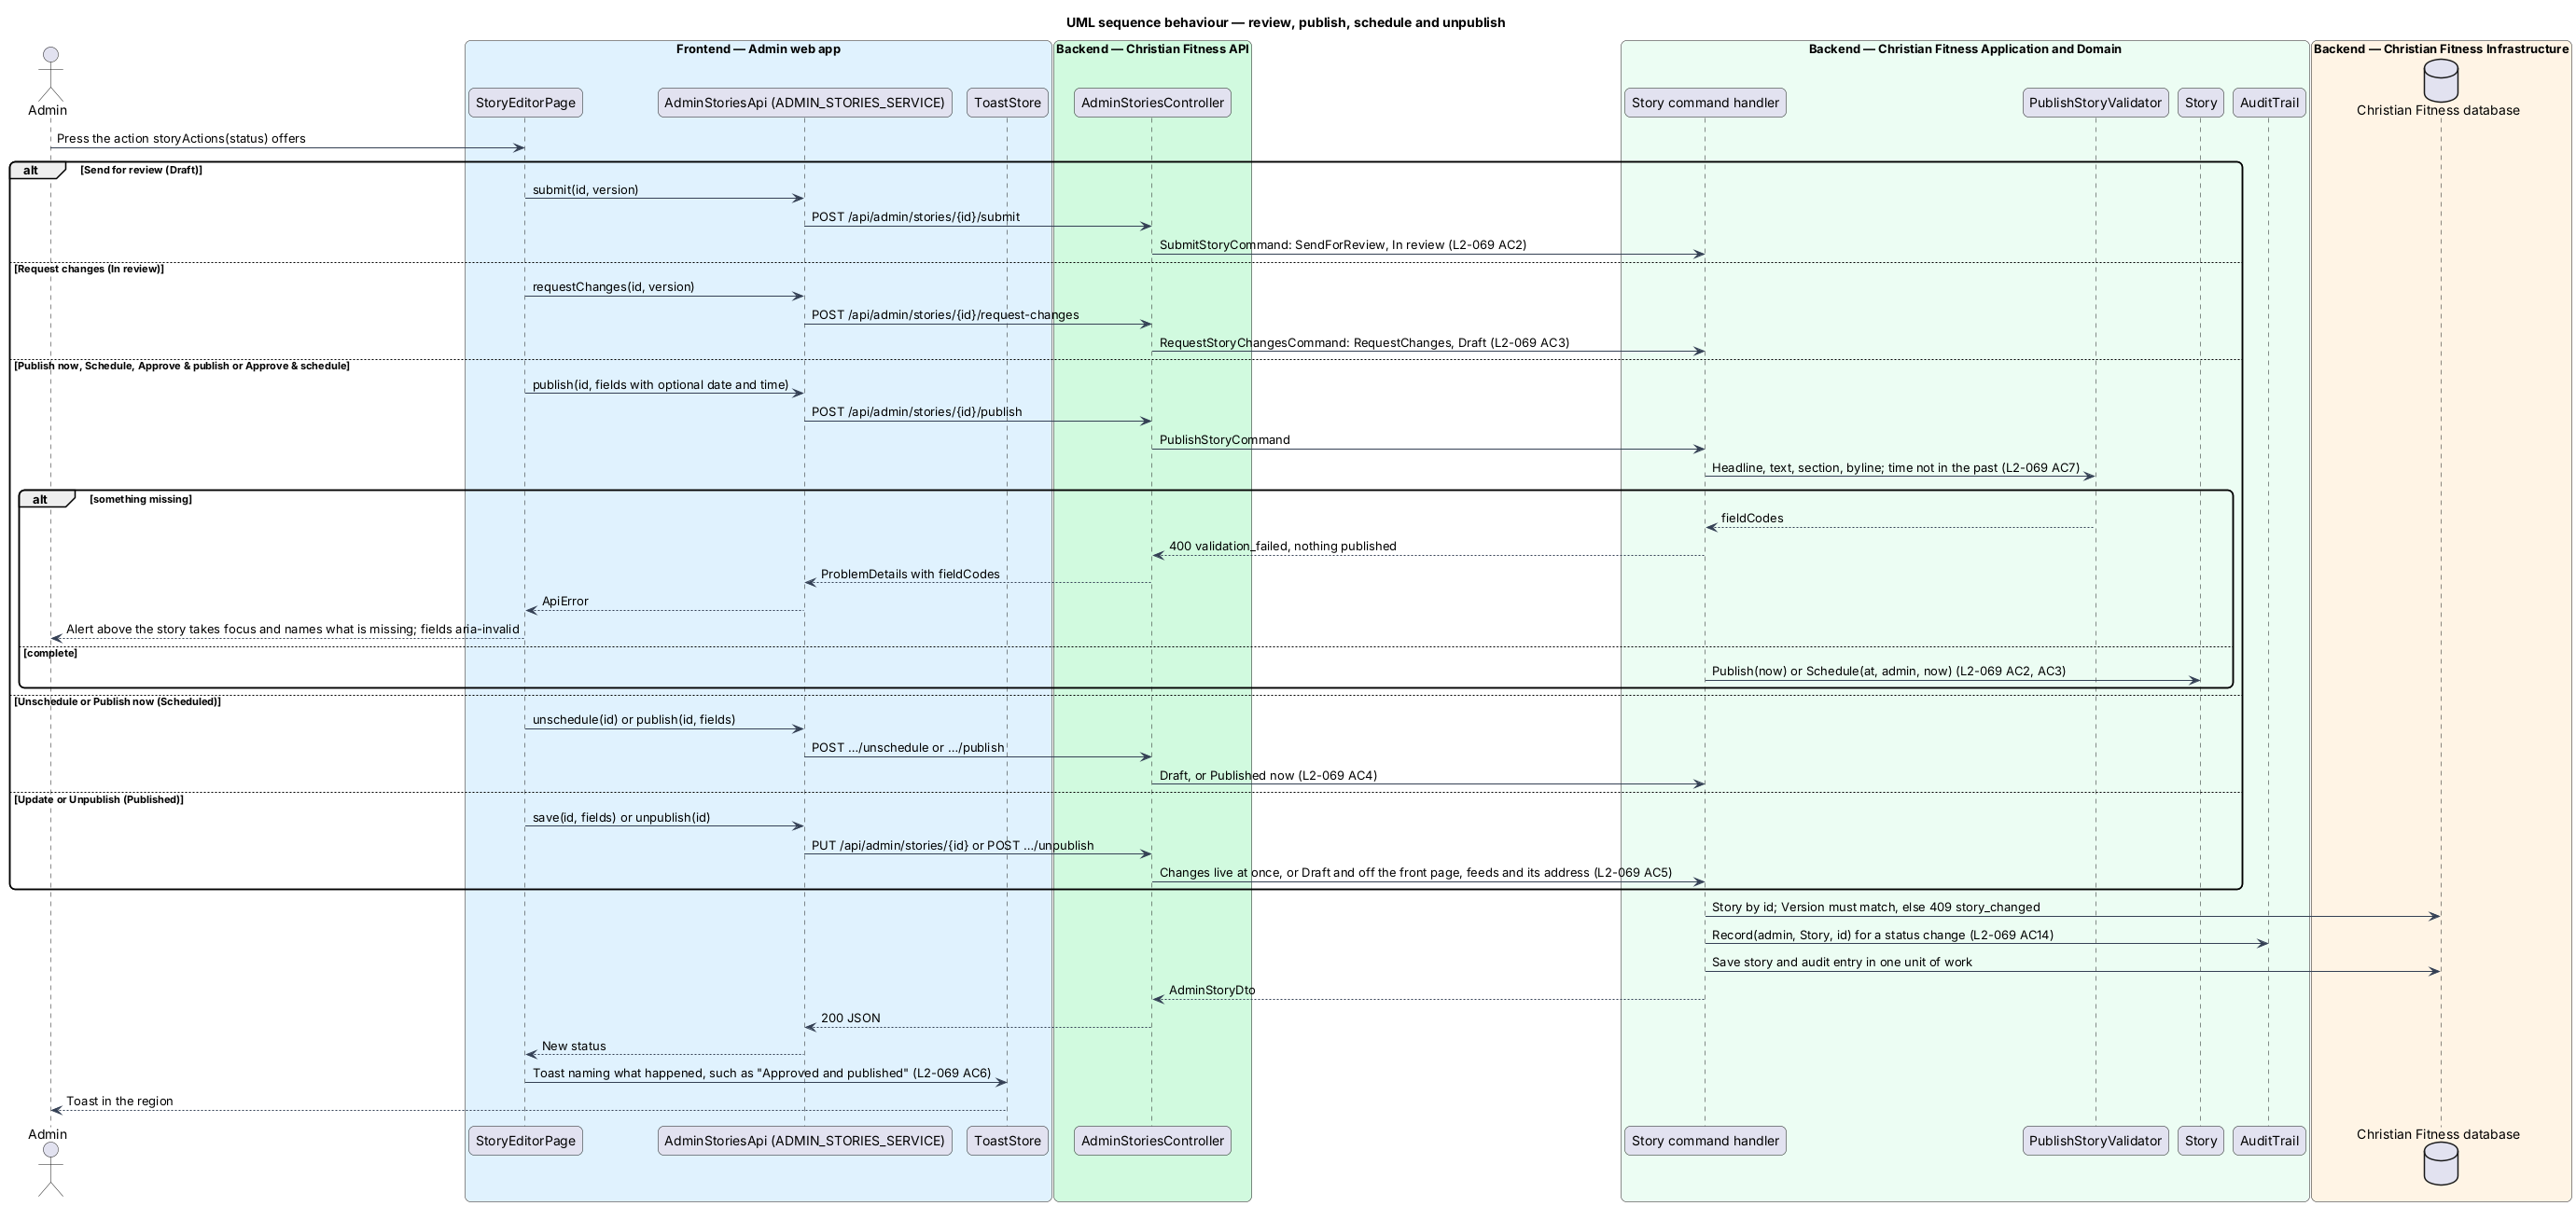 UML sequence behaviour — review, publish, schedule and unpublish
Frontend — Admin web app
Backend — Christian Fitness API
Backend — Christian Fitness Application and Domain
Backend — Christian Fitness Infrastructure
Admin
StoryEditorPage
AdminStoriesApi (ADMIN_STORIES_SERVICE)
ToastStore
AdminStoriesController
Story command handler
PublishStoryValidator
Story
AuditTrail
Christian Fitness database
Press the action storyActions(status) offers
alt [Send for review (Draft)]
submit(id, version)
POST /api/admin/stories/{id}/submit
SubmitStoryCommand: SendForReview, In review (L2-069 AC2)
[Request changes (In review)]
requestChanges(id, version)
POST /api/admin/stories/{id}/request-changes
RequestStoryChangesCommand: RequestChanges, Draft (L2-069 AC3)
[Publish now, Schedule, Approve & publish or Approve & schedule]
publish(id, fields with optional date and time)
POST /api/admin/stories/{id}/publish
PublishStoryCommand
Headline, text, section, byline; time not in the past (L2-069 AC7)
alt [something missing]
fieldCodes
400 validation_failed, nothing published
ProblemDetails with fieldCodes
ApiError
Alert above the story takes focus and names what is missing; fields aria-invalid
[complete]
Publish(now) or Schedule(at, admin, now) (L2-069 AC2, AC3)
[Unschedule or Publish now (Scheduled)]
unschedule(id) or publish(id, fields)
POST .../unschedule or .../publish
Draft, or Published now (L2-069 AC4)
[Update or Unpublish (Published)]
save(id, fields) or unpublish(id)
PUT /api/admin/stories/{id} or POST .../unpublish
Changes live at once, or Draft and off the front page, feeds and its address (L2-069 AC5)
Story by id; Version must match, else 409 story_changed
Record(admin, Story, id) for a status change (L2-069 AC14)
Save story and audit entry in one unit of work
AdminStoryDto
200 JSON
New status
Toast naming what happened, such as "Approved and published" (L2-069 AC6)
Toast in the region
Admin
StoryEditorPage
AdminStoriesApi (ADMIN_STORIES_SERVICE)
ToastStore
AdminStoriesController
Story command handler
PublishStoryValidator
Story
AuditTrail
Christian Fitness database